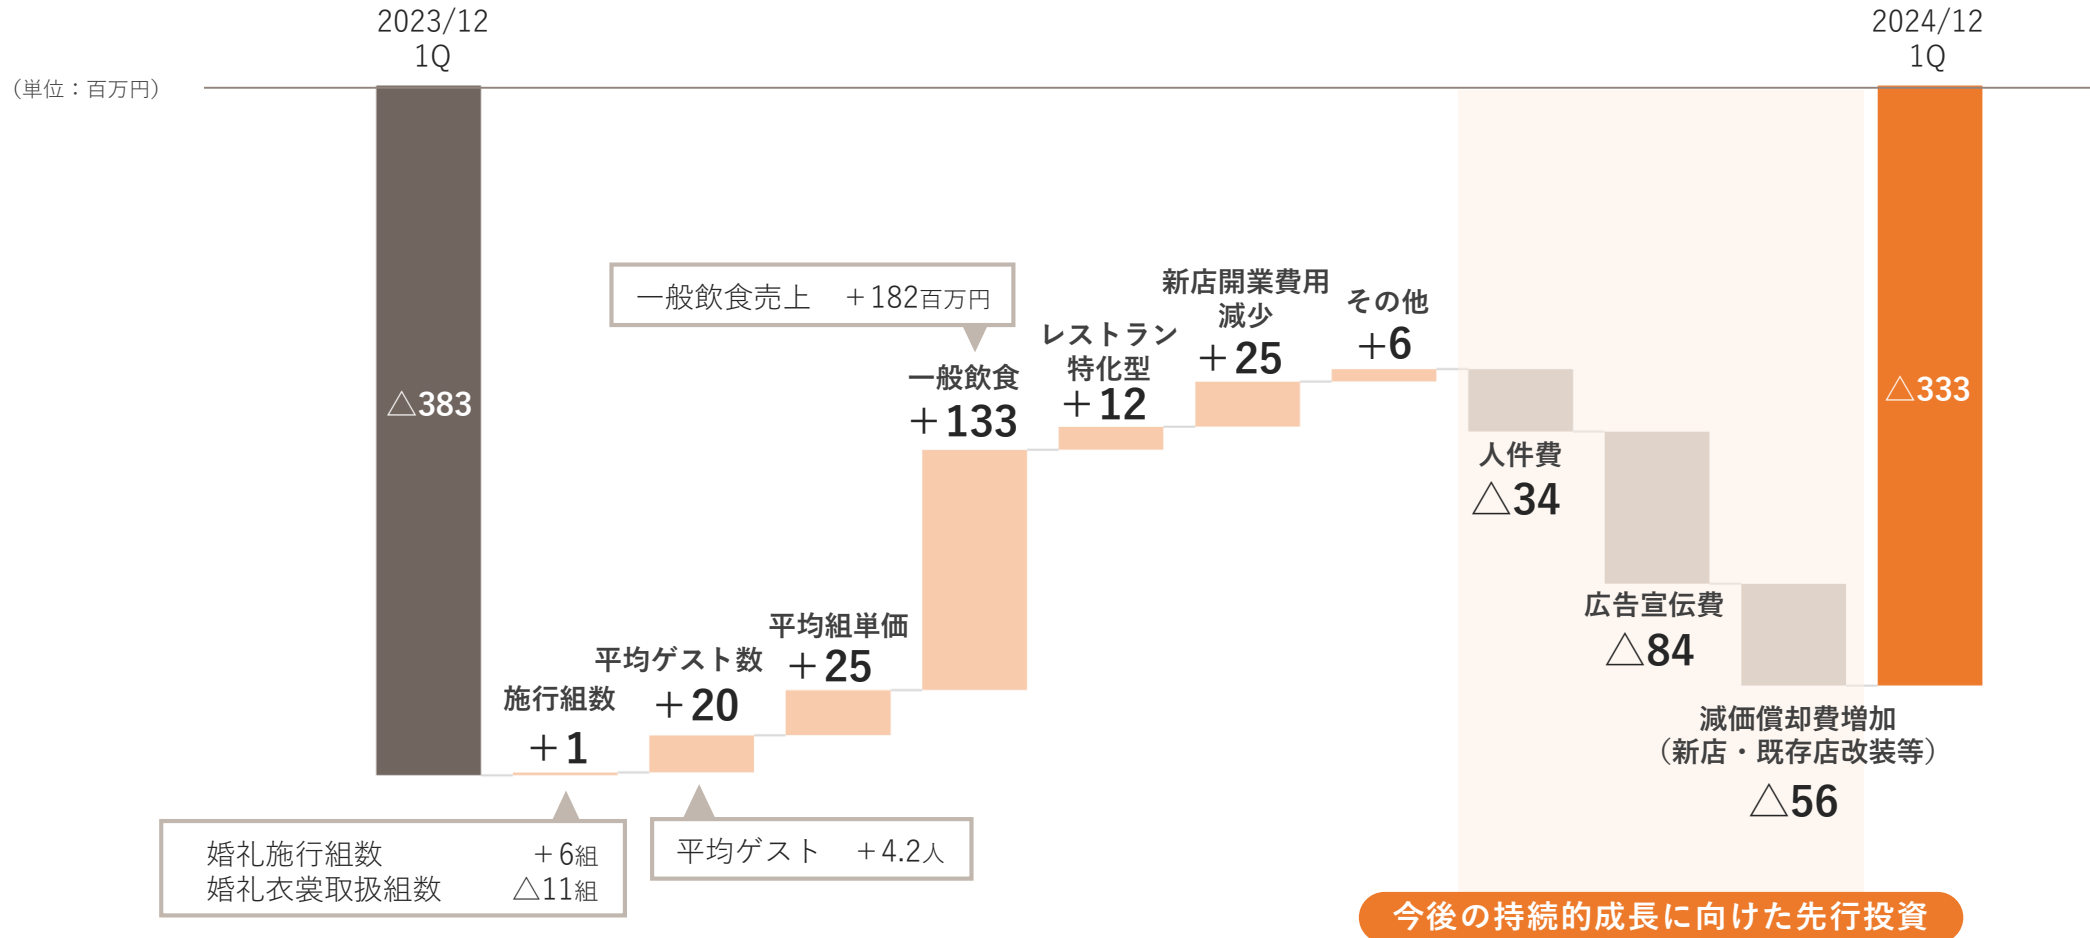 2023/12
1Q
2024/12
1Q
（単位：百万円）
△383
施行組数
＋1
婚礼施行組数 ＋6組
婚礼衣裳取扱組数 △11組
平均ゲスト数
＋20
平均ゲスト ＋4.2人
平均組単価
＋25
一般飲食売上 ＋182百万円
一般飲食
＋133
レストラン
特化型
＋12
新店開業費用
減少
＋25
その他
＋6
人件費
△34
広告宣伝費
△84
減価償却費増加
（新店・既存店改装等）
△56
△333
今後の持続的成長に向けた先行投資